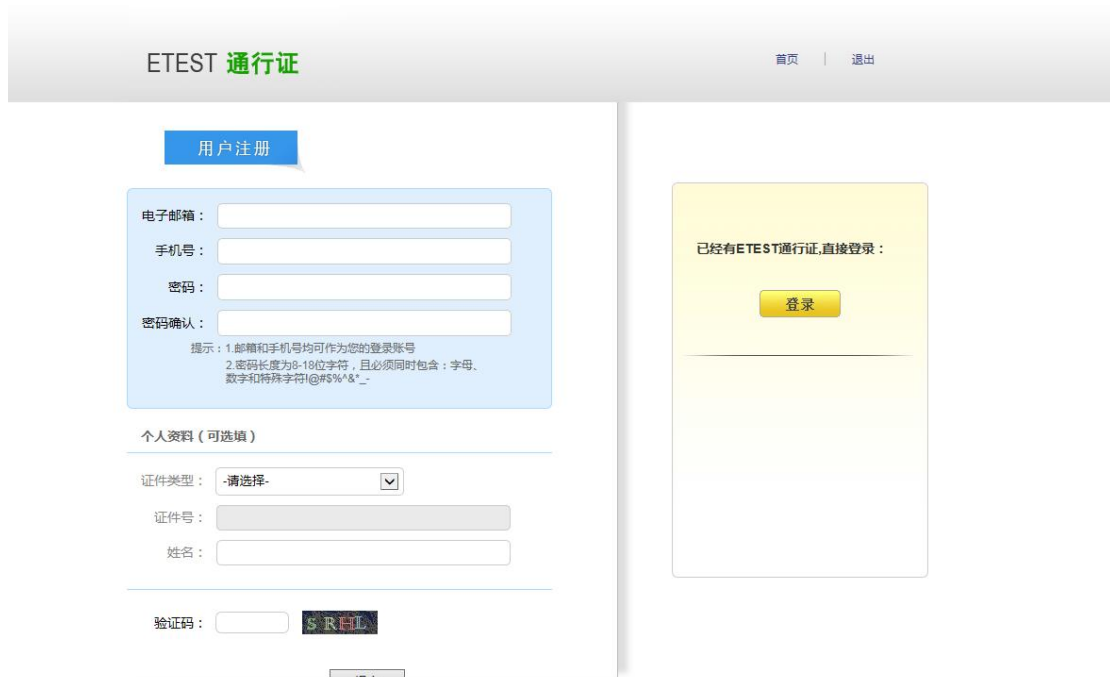 ETEST 通行证
首页 | 退出
用户注册
电子邮箱：
手机号：
密码：
密码确认：
提示：1.邮箱和手机号均可作为您的登录账号
2.密码长度为8-18位字符，且必须同时包含：字母、
数字和特殊字符!@#$%^&*_-
个人资料（可选填）
证件类型： -请选择-
证件号：
姓名：
验证码： SRHL
已经有ETEST通行证,直接登录：
登录